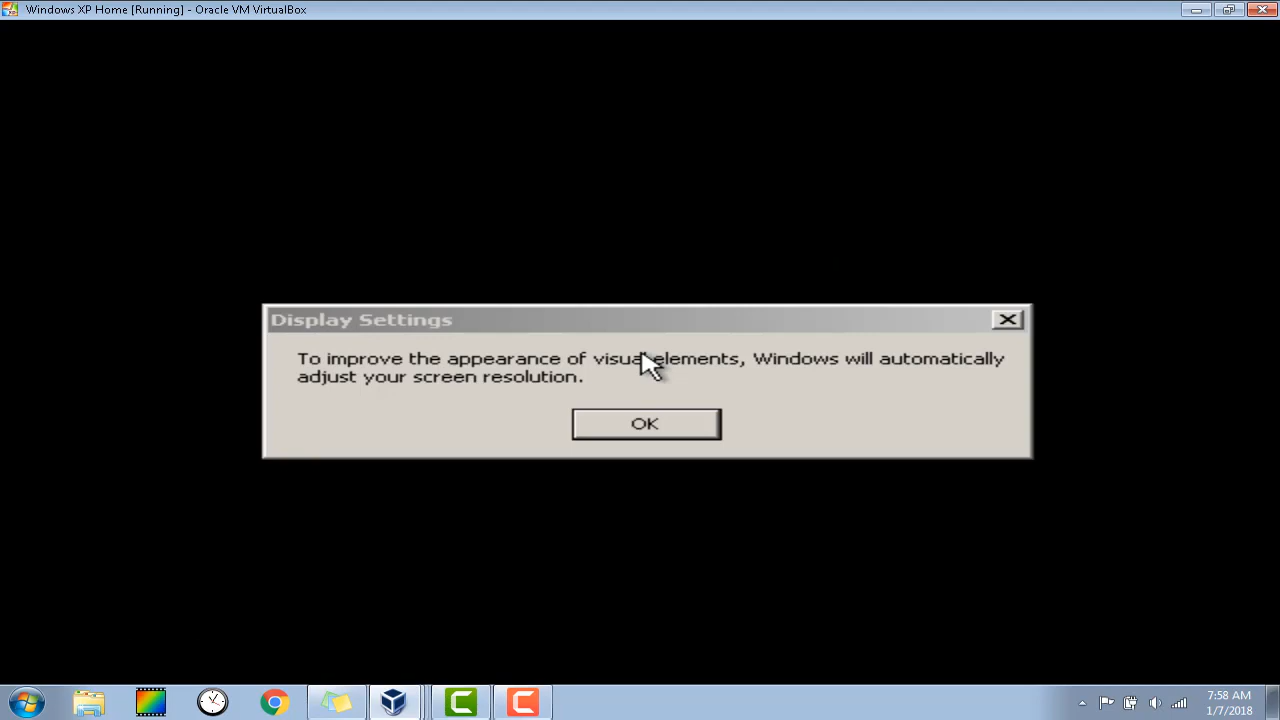 Windows XP Home [Running] - Oracle VM VirtualBox
Display Settings
To improve the appearance of visual elements, Windows will automatically
adjust your screen resolution.
OK
7:58 AM
1/7/2018